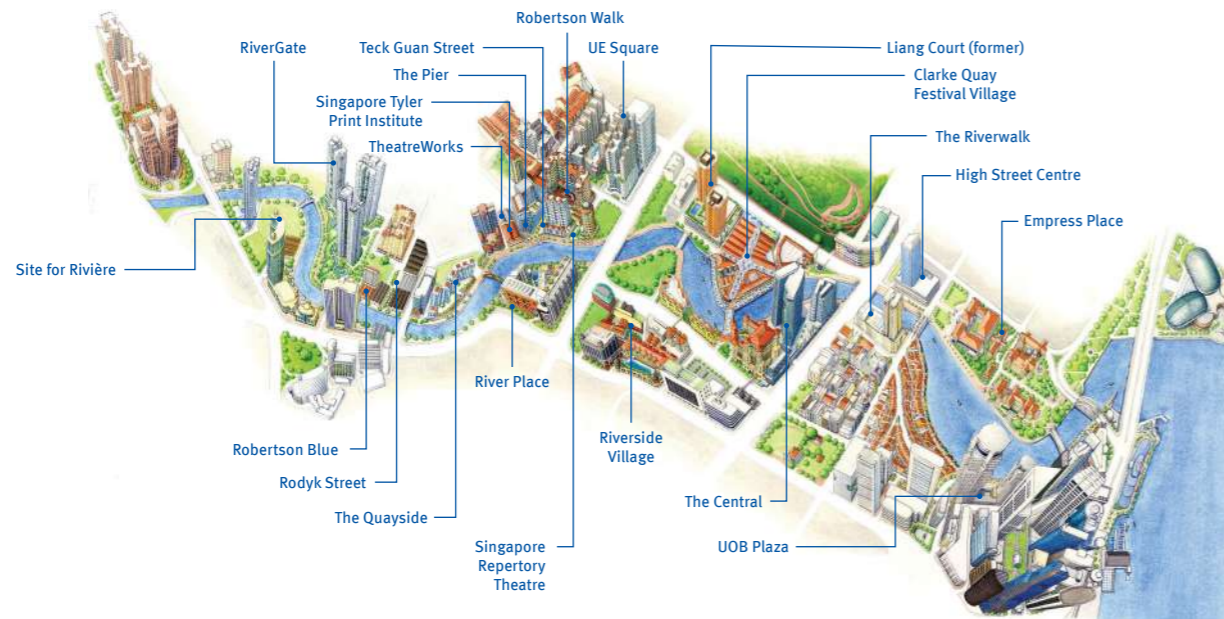 Robertson Walk
RiverGate
Teck Guan Street
UE Square
Liang Court (former)
The Pier
Clarke Quay
Festival Village
Singapore Tyler
Print Institute
The Riverwalk
TheatreWorks
High Street Centre
Empress Place
Site for Rivière
River Place
Robertson Blue
Riverside
Village
Rodyk Street
The Central
The Quayside
UOB Plaza
Singapore
Repertory
Theatre